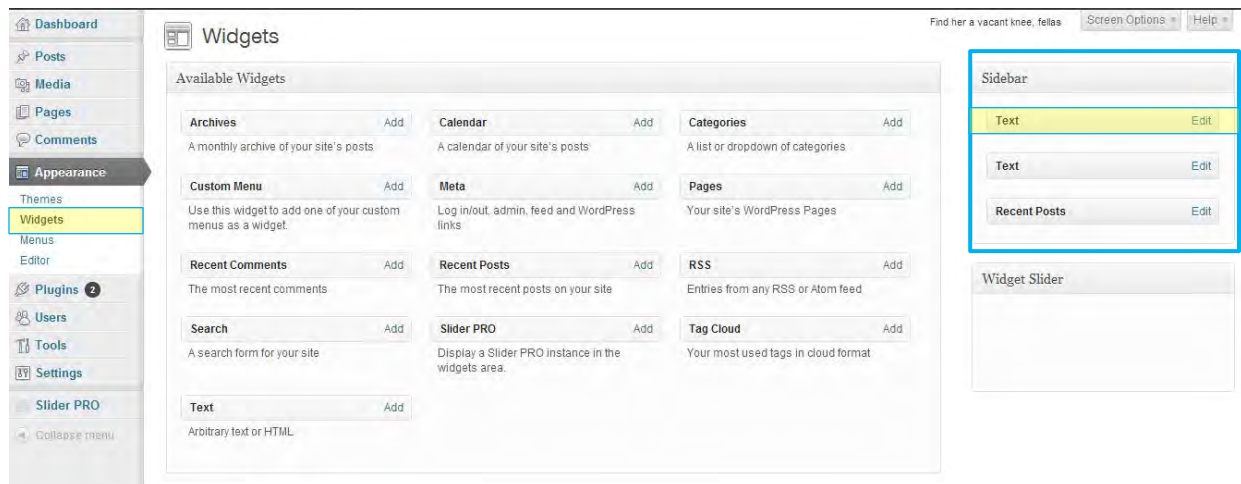 Dashboard
Posts
Media
Pages
Comments
Appearance
Themes
Widgets
Menus
Editor
Plugins 2
Users
Tools
Settings
Slider PRO
Collapse menu
Find her a vacant knee, fellas Screen Options Help
Widgets
Available Widgets
Archives Add Calendar Add Categories Add
A monthly archive of your site's posts A calendar of your site's posts A list or dropdown of categories
Custom Menu Add Meta Add Pages Add
Use this widget to add one of your custom Log in/out, admin, feed and WordPress Your site's WordPress Pages
menus as a widget. links
Recent Comments Add Recent Posts Add RSS Add
The most recent comments The most recent posts on your site Entries from any RSS or Atom feed
Search Add Slider PRO Add Tag Cloud Add
A search form for your site Display a Slider PRO instance in the Your most used tags in cloud format
widgets area.
Text Add
Arbitrary text or HTML
Sidebar
Text Edit
Text Edit
Recent Posts Edit
Widget Slider